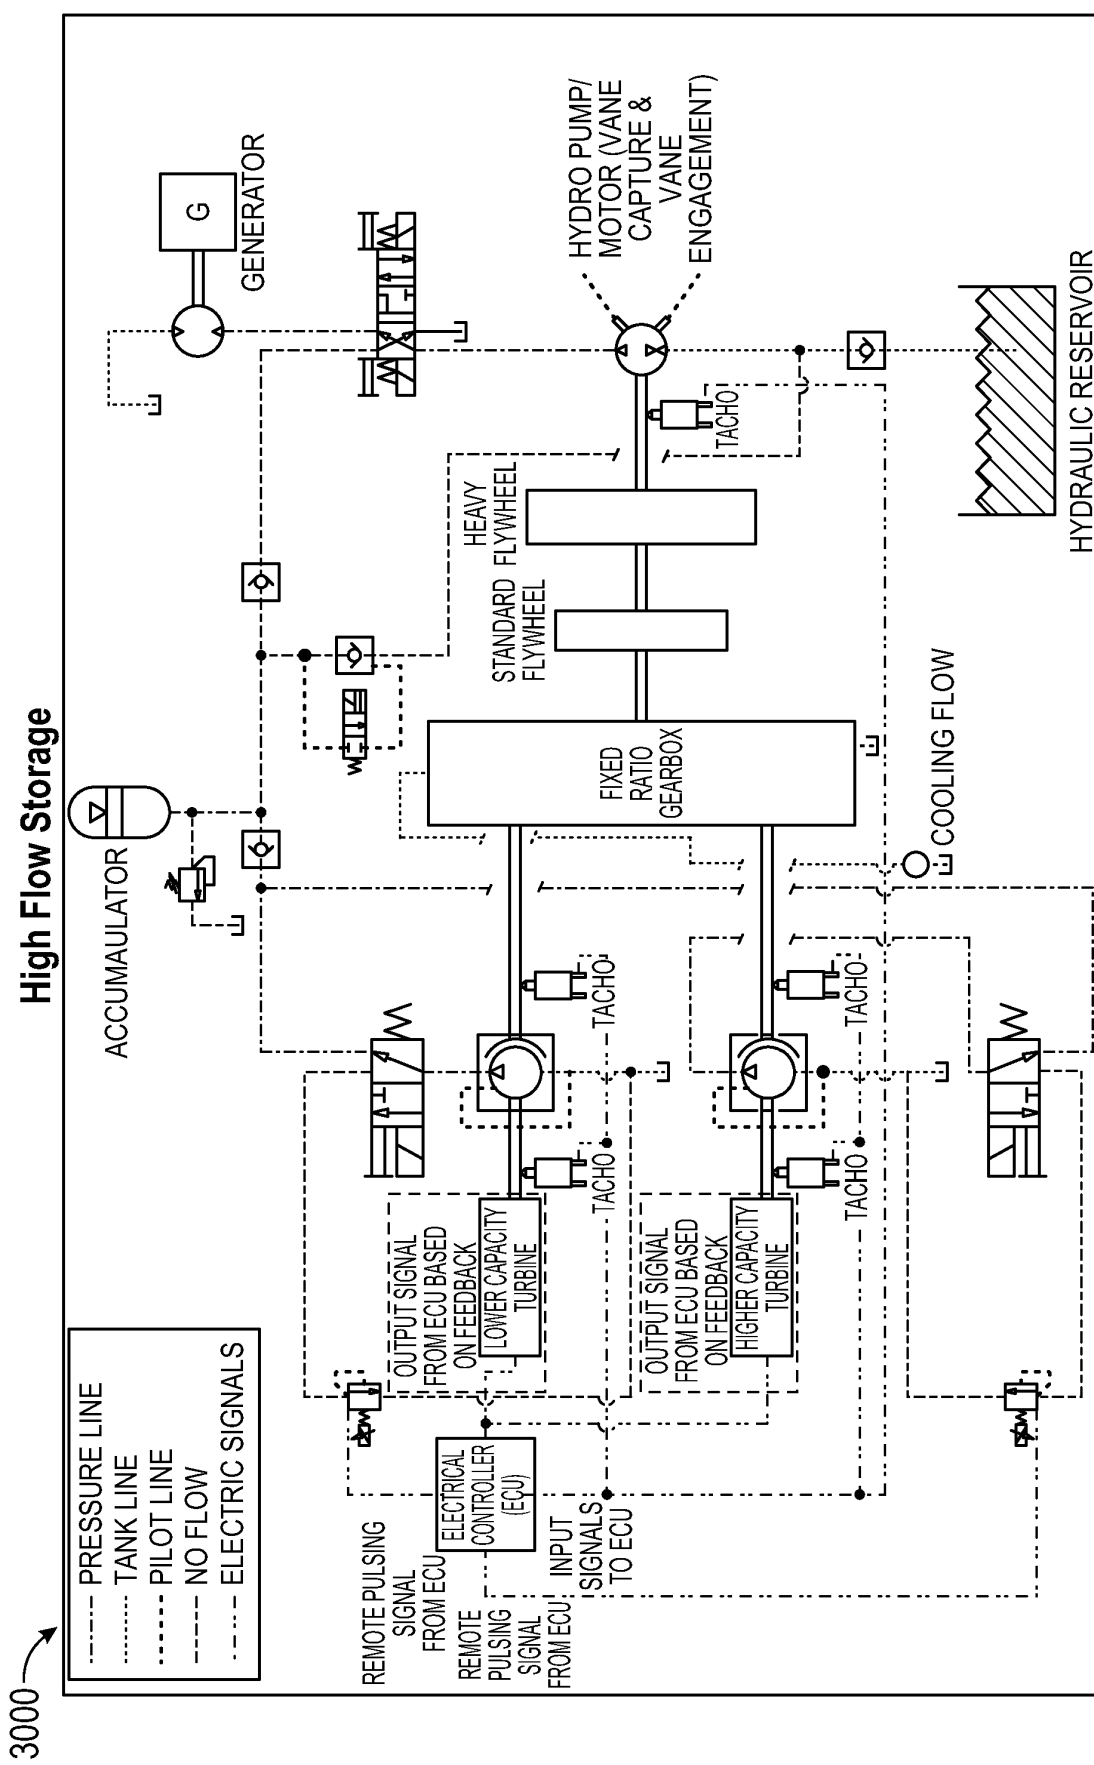 3000
High Flow Storage
PRESSURE LINE
TANK LINE
PILOT LINE
NO FLOW
ELECTRIC SIGNALS
ACCUMAULATOR
G
GENERATOR
HYDRO PUMP/
MOTOR (VANE
CAPTURE &
VANE
ENGAGEMENT)
HEAVY
FLYWHEEL
STANDARD
FLYWHEEL
TACHO
FIXED
RATIO
GEARBOX
HYDRAULIC RESERVOIR
COOLING FLOW
TACHO
TACHO
TACHO
TACHO
OUTPUT SIGNAL
FROM ECU BASED
ON FEEDBACK
LOWER CAPACITY
TURBINE
OUTPUT SIGNAL
FROM ECU BASED
ON FEEDBACK
HIGHER CAPACITY
TURBINE
ELECTRICAL
CONTROLLER
(ECU)
REMOTE PULSING
SIGNAL
FROM ECU
REMOTE
PULSING
SIGNAL
FROM ECU
INPUT
SIGNALS
TO ECU